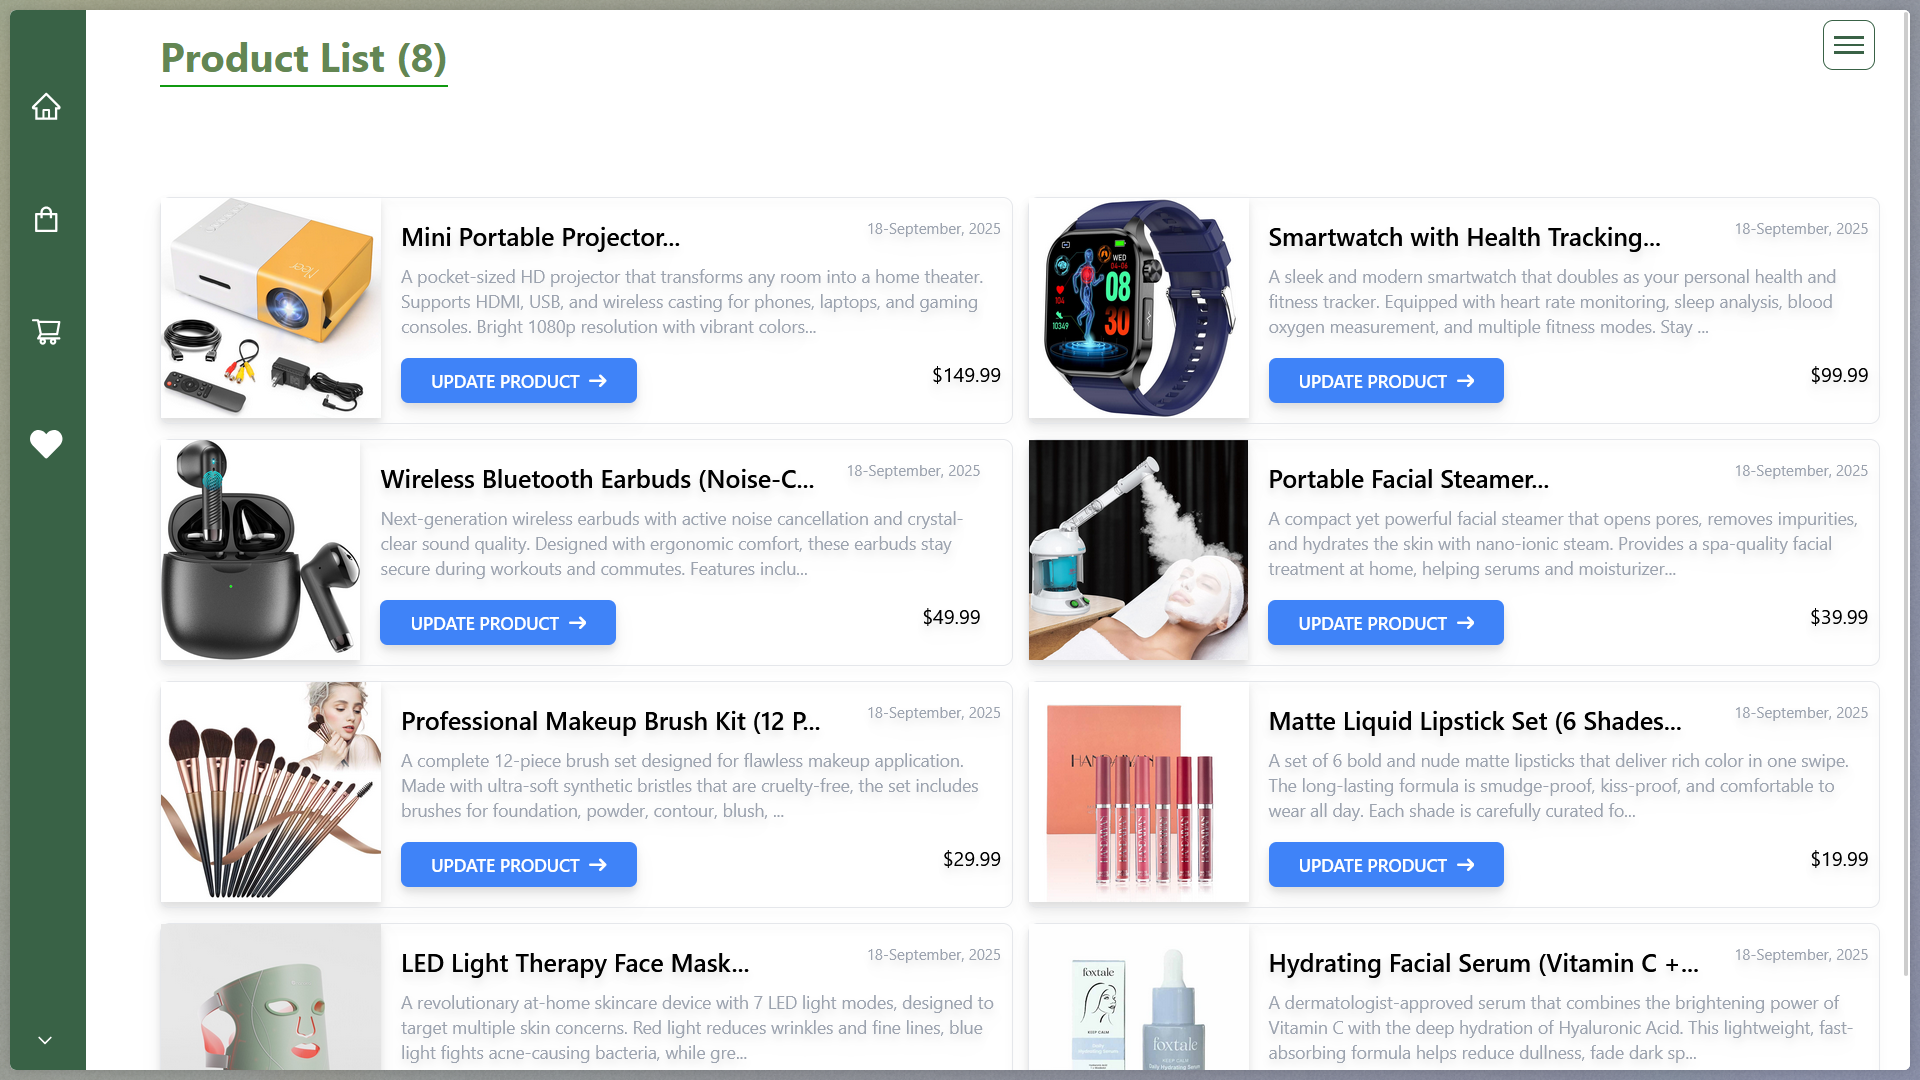 Product List (8)
Mini Portable Projector...
18-September, 2025
A pocket-sized HD projector that transforms any room into a home theater.
Supports HDMI, USB, and wireless casting for phones, laptops, and gaming
consoles. Bright 1080p resolution with vibrant colors...
UPDATE PRODUCT
$149.99
WED
04-06
08
30
104
10349
Smartwatch with Health Tracking...
18-September, 2025
A sleek and modern smartwatch that doubles as your personal health and
fitness tracker. Equipped with heart rate monitoring, sleep analysis, blood
oxygen measurement, and multiple fitness modes. Stay ...
UPDATE PRODUCT
$99.99
Wireless Bluetooth Earbuds (Noise-C...
18-September, 2025
Next-generation wireless earbuds with active noise cancellation and crystal-
clear sound quality. Designed with ergonomic comfort, these earbuds stay
secure during workouts and commutes. Features inclu...
UPDATE PRODUCT
$49.99
Portable Facial Steamer...
18-September, 2025
A compact yet powerful facial steamer that opens pores, removes impurities,
and hydrates the skin with nano-ionic steam. Provides a spa-quality facial
treatment at home, helping serums and moisturizer...
UPDATE PRODUCT
$39.99
Professional Makeup Brush Kit (12 P...
18-September, 2025
A complete 12-piece brush set designed for flawless makeup application.
Made with ultra-soft synthetic bristles that are cruelty-free, the set includes
brushes for foundation, powder, contour, blush, ...
UPDATE PRODUCT
$29.99
Matte Liquid Lipstick Set (6 Shades...
18-September, 2025
A set of 6 bold and nude matte lipsticks that deliver rich color in one swipe.
The long-lasting formula is smudge-proof, kiss-proof, and comfortable to
wear all day. Each shade is carefully curated fo...
UPDATE PRODUCT
$19.99
LED Light Therapy Face Mask...
18-September, 2025
A revolutionary at-home skincare device with 7 LED light modes, designed to
target multiple skin concerns. Red light reduces wrinkles and fine lines, blue
light fights acne-causing bacteria, while gre...
foxtale
KEEP CALM
foxtale
KEEP CALM
Daily Hydrating Serum
Hydrating Facial Serum (Vitamin C +...
18-September, 2025
A dermatologist-approved serum that combines the brightening power of
Vitamin C with the deep hydration of Hyaluronic Acid. This lightweight, fast-
absorbing formula helps reduce dullness, fade dark sp...